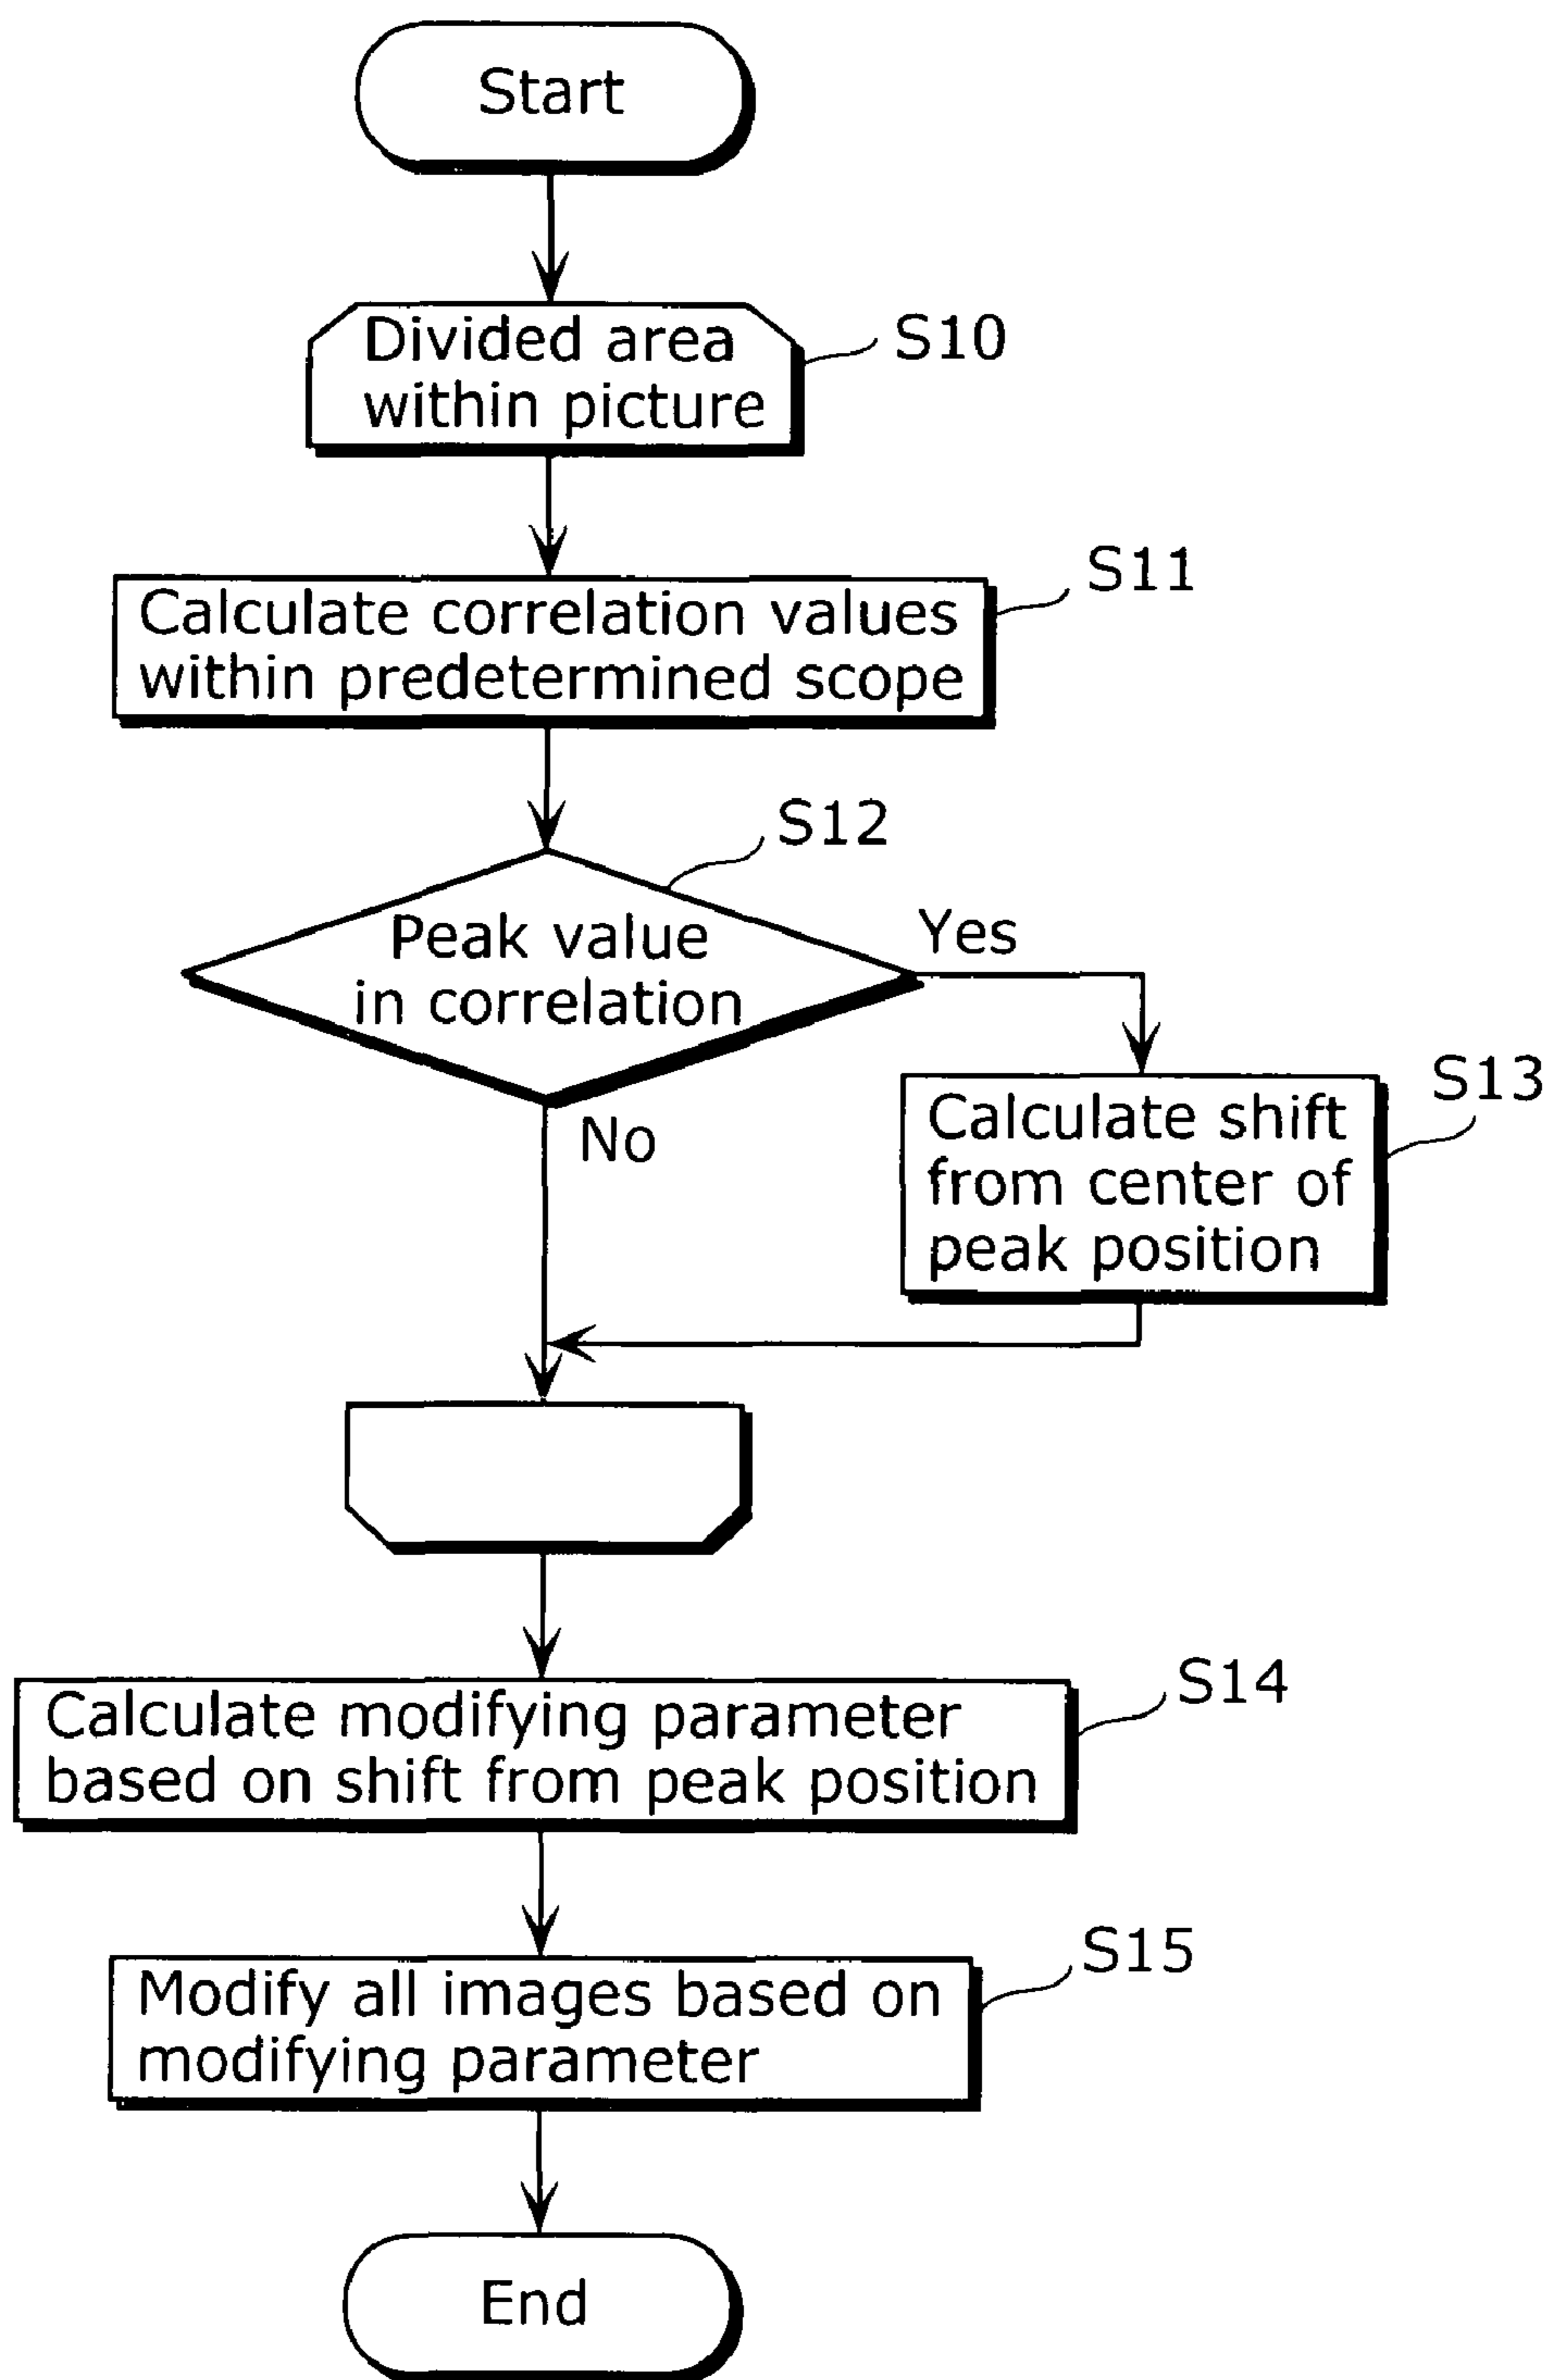 Start
Divided area
within picture
S10
Calculate correlation values
within predetermined scope
S11
Peak value
in correlation
S12
Yes
No
Calculate shift
from center of
peak position
S13
Calculate modifying parameter
based on shift from peak position
S14
Modify all images based on
modifying parameter
S15
End